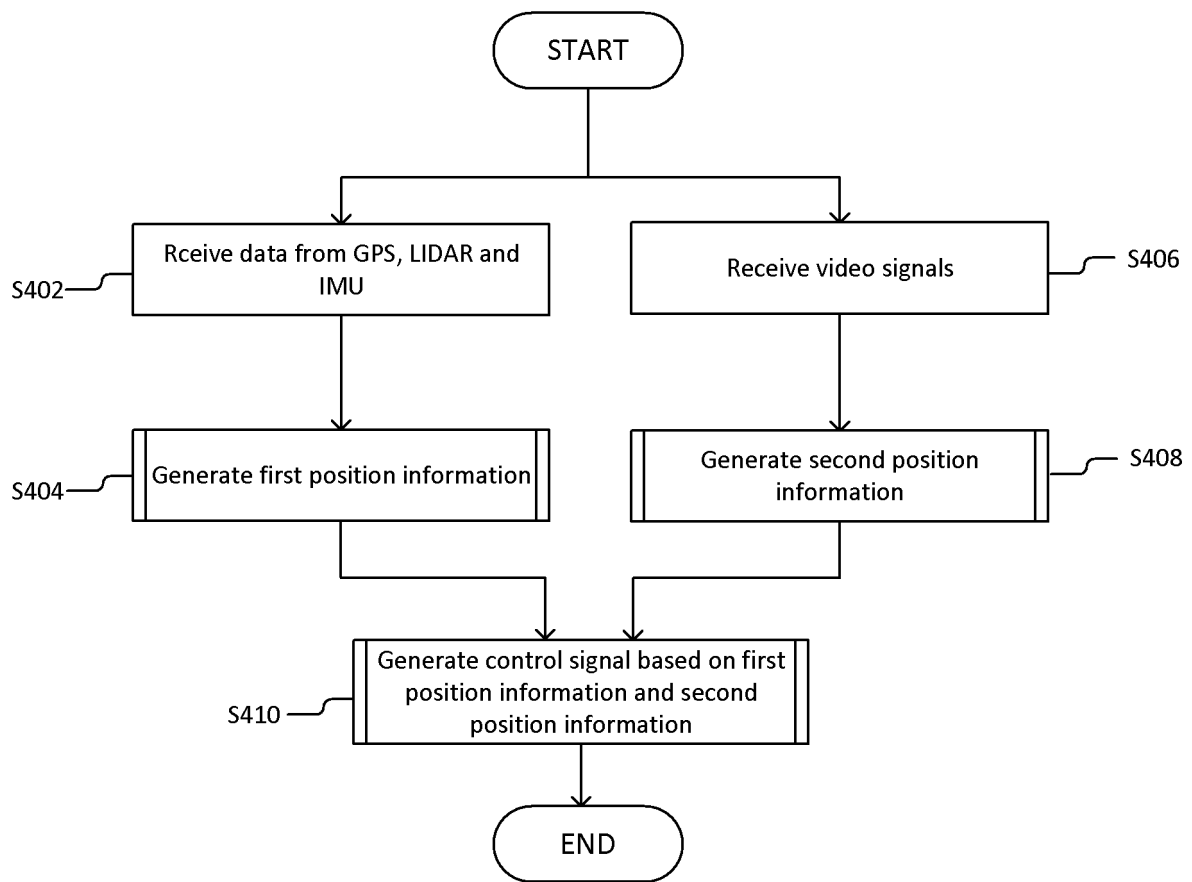 START
Rceive data from GPS, LIDAR and
IMU
S402
Receive video signals
S406
Generate first position information
S404
Generate second position
information
S408
Generate control signal based on first
position information and second
position information
S410
END